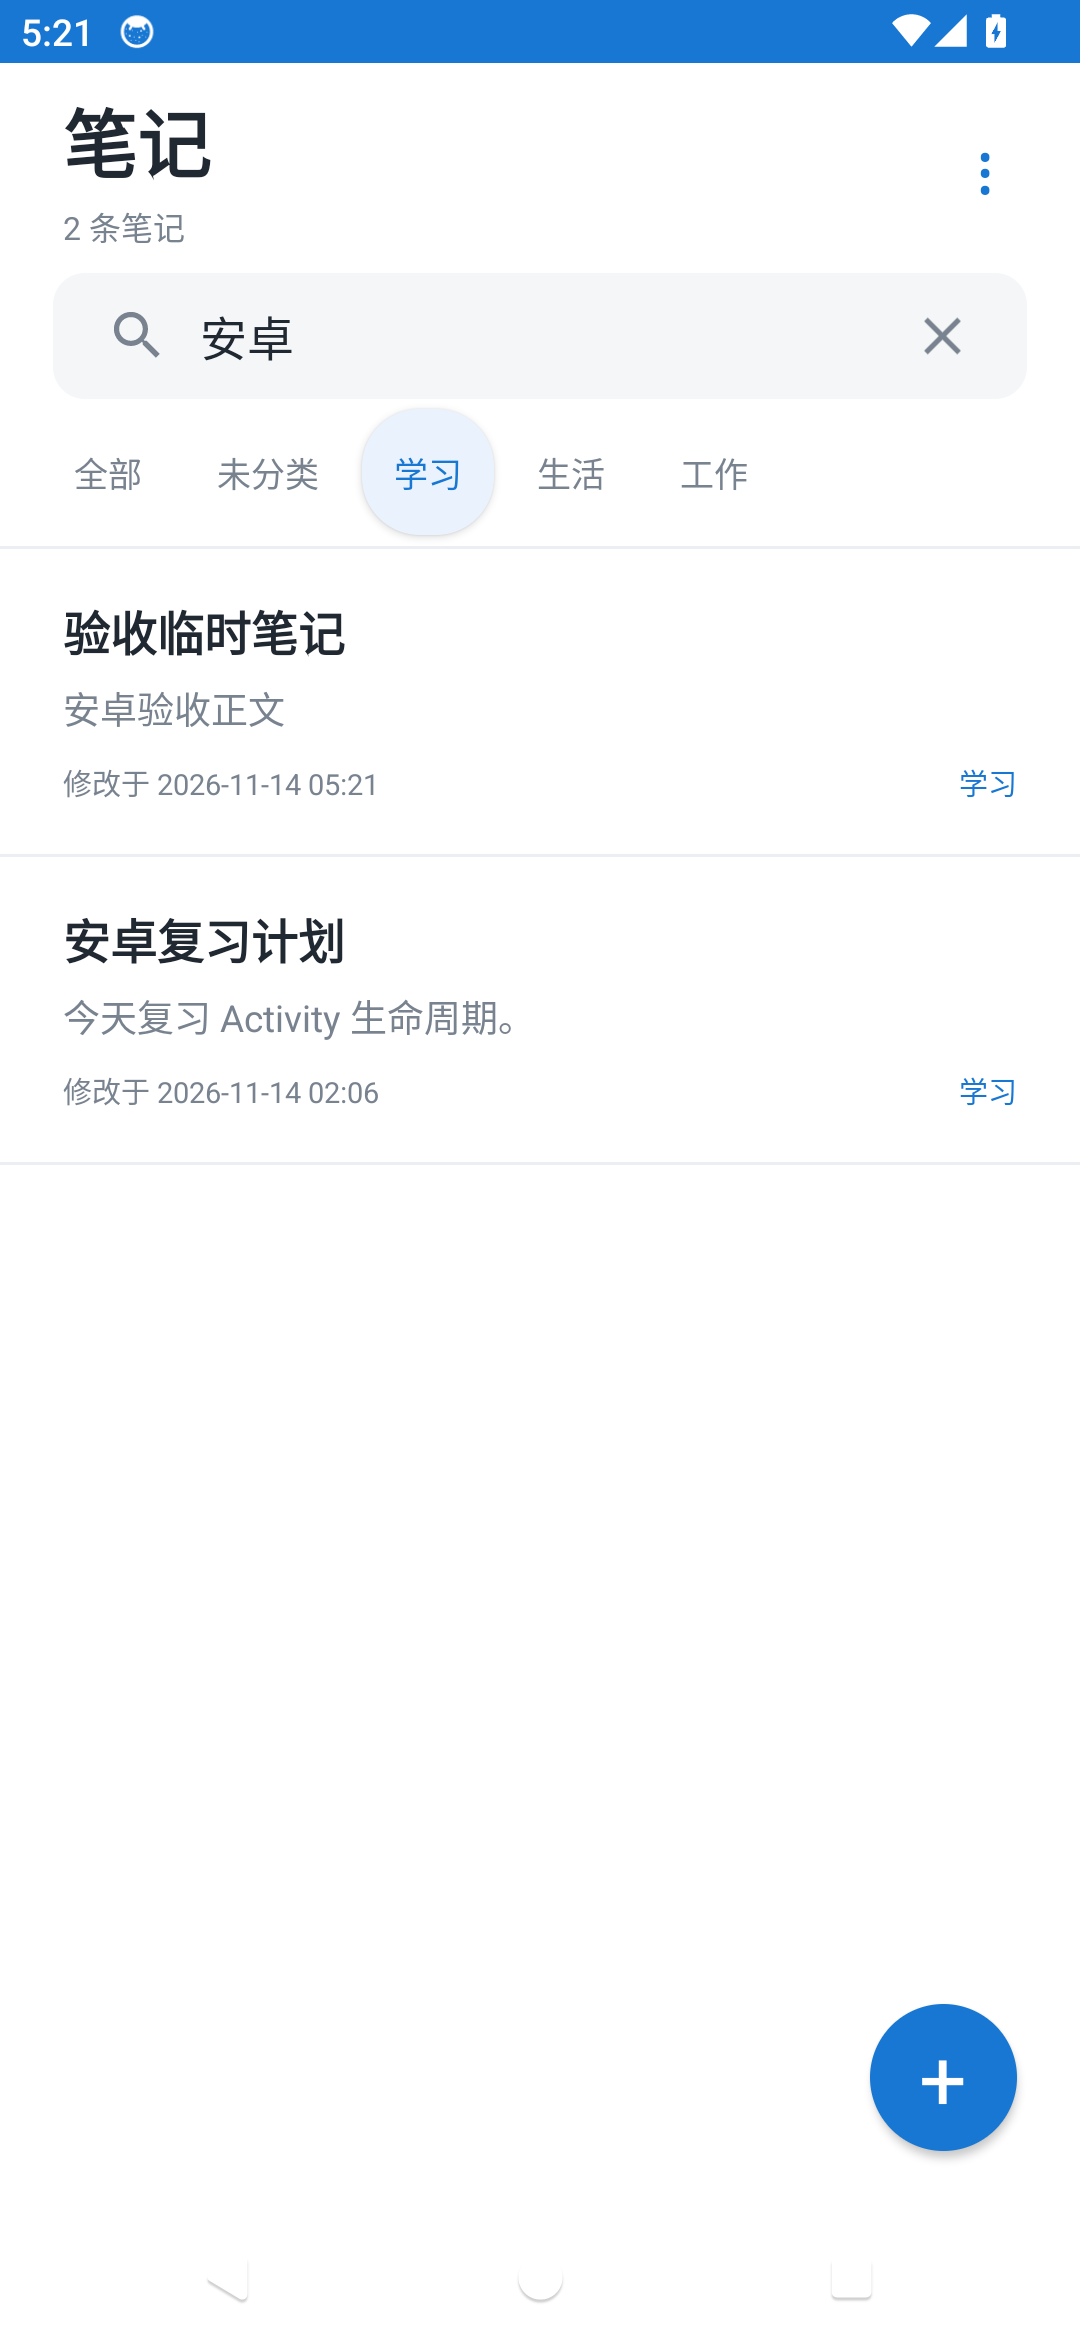 5:21
笔记
2 条笔记
安卓
全部 未分类 学习 生活 工作
验收临时笔记
安卓验收正文
修改于 2026-11-14 05:21 学习
安卓复习计划
今天复习 Activity 生命周期。
修改于 2026-11-14 02:06 学习